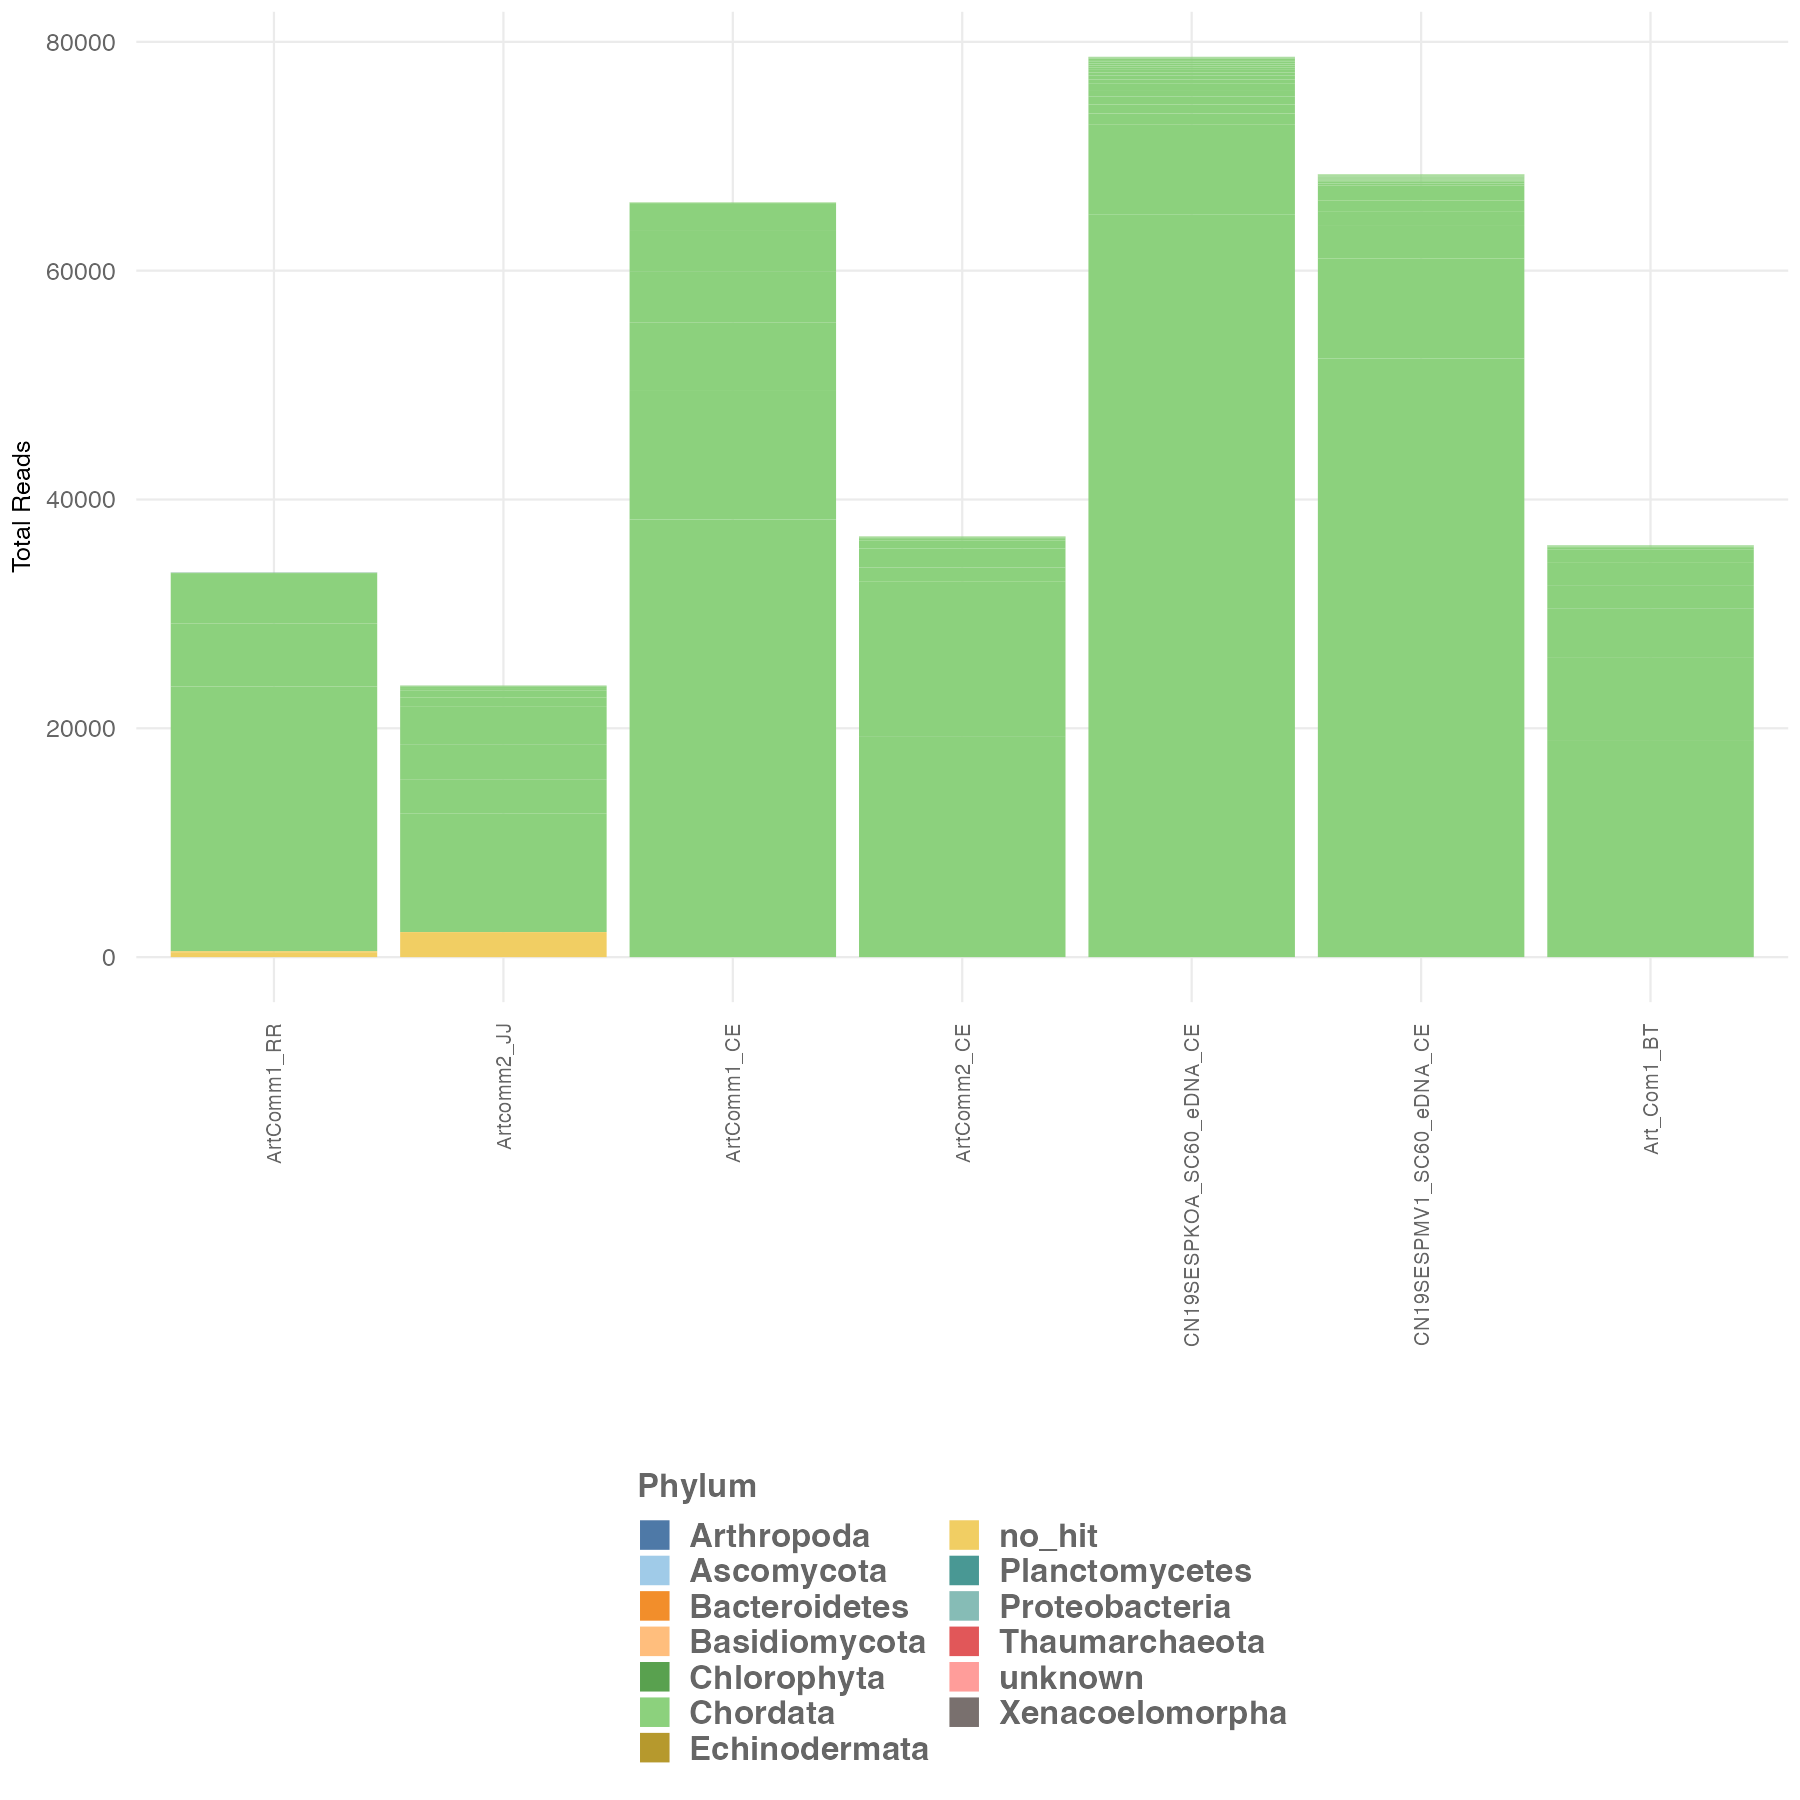 80000
60000
40000
20000
0
Total Reads
ArtComm1_RR
Artcomm2_JJ
ArtComm1_CE
ArtComm2_CE
CN19SESPKOA_SC60_eDNA_CE
CN19SESPMV1_SC60_eDNA_CE
Art_Com1_BT
Phylum
Arthropoda
Ascomycota
Bacteroidetes
Basidiomycota
Chlorophyta
Chordata
Echinodermata
no_hit
Planctomycetes
Proteobacteria
Thaumarchaeota
unknown
Xenacoelomorpha